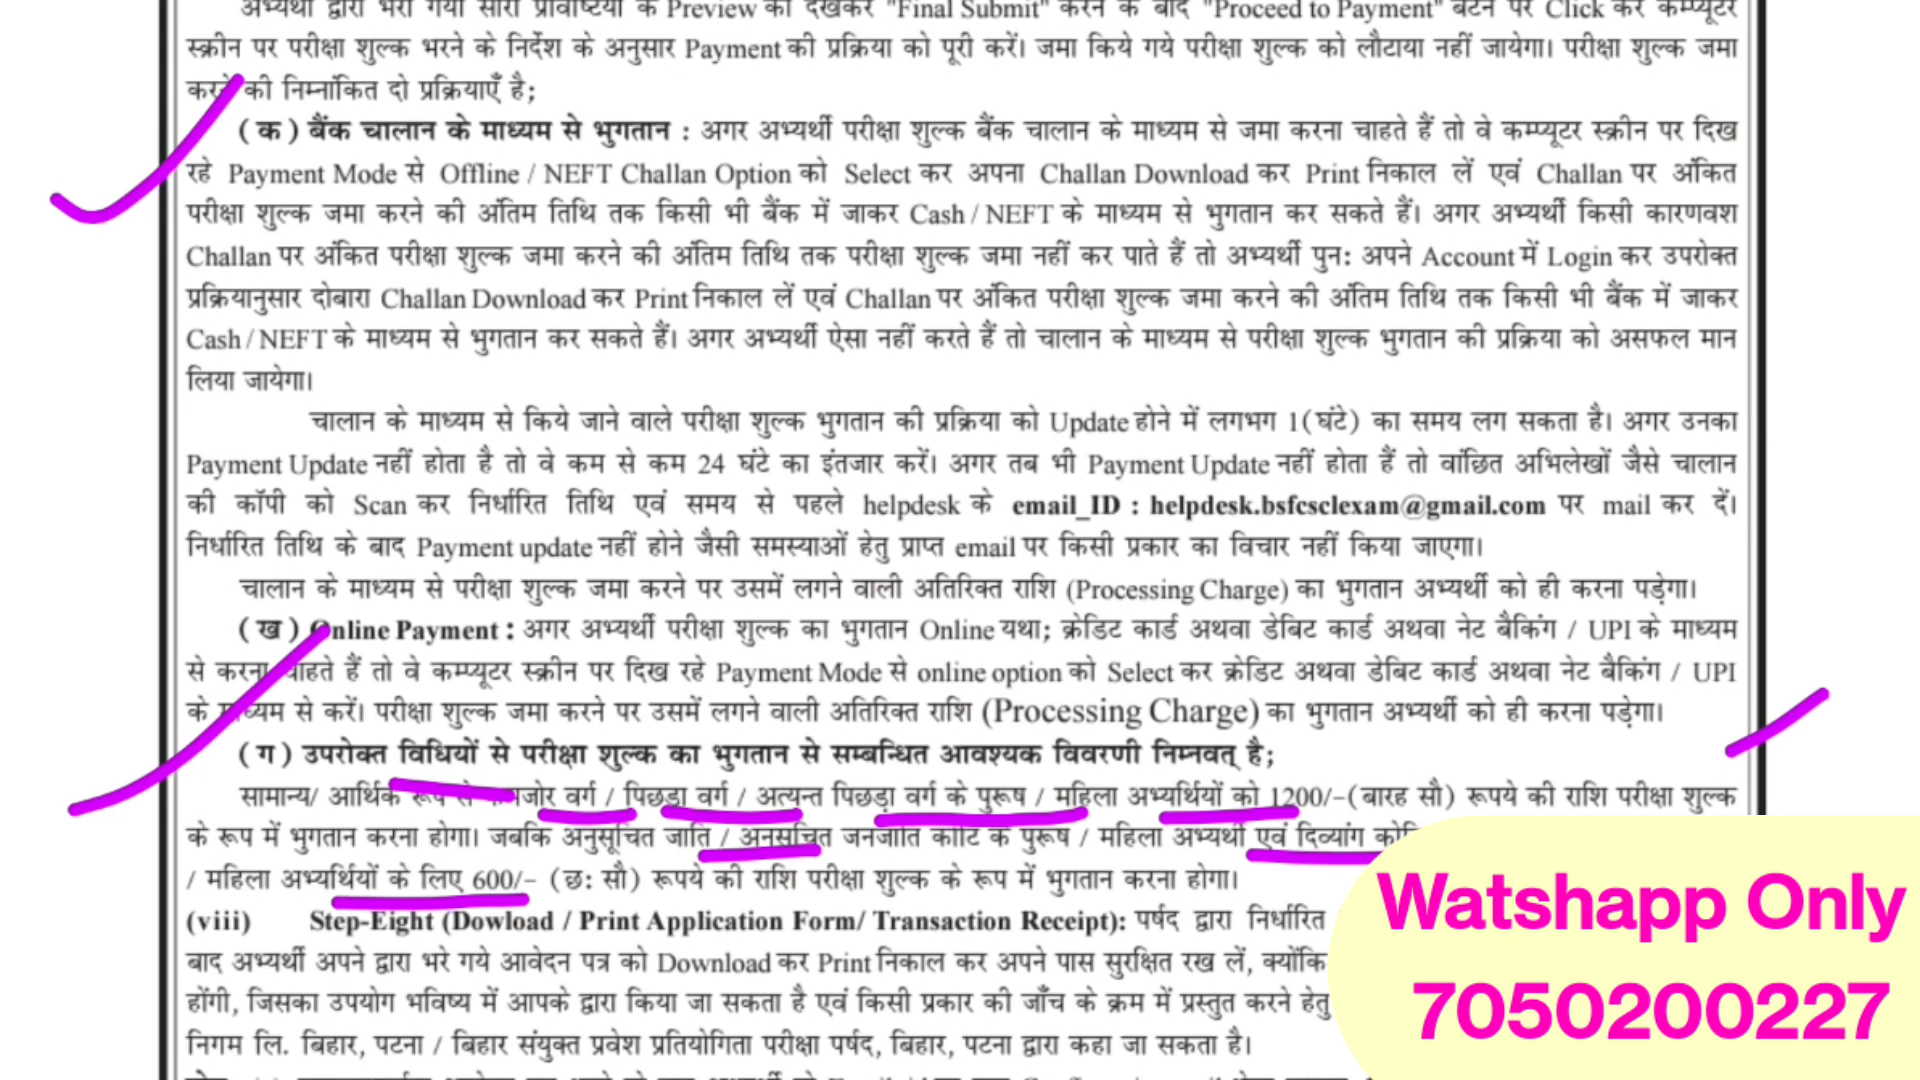 अभ्यर्थी द्वारा भरी गयी सारी प्रविष्टियों के Preview को देखकर "Final Submit" करने के बाद "Proceed to Payment" बटन पर Click कर कम्प्यूटर
स्क्रीन पर परीक्षा शुल्क भरने के निर्देश के अनुसार Payment की प्रक्रिया को पूरी करें। जमा किये गये परीक्षा शुल्क को लौटाया नहीं जायेगा। परीक्षा शुल्क जमा
करने की निम्नांकित दो प्रक्रियाएँ है;
(क) बैंक चालान के माध्यम से भुगतान : अगर अभ्यर्थी परीक्षा शुल्क बैंक चालान के माध्यम से जमा करना चाहते हैं तो वे कम्प्यूटर स्क्रीन पर दिख
रहे Payment Mode से Offline / NEFT Challan Option को Select कर अपना Challan Download कर Print निकाल लें एवं Challan पर अंकित
परीक्षा शुल्क जमा करने की अंतिम तिथि तक किसी भी बैंक में जाकर Cash / NEFT के माध्यम से भुगतान कर सकते हैं। अगर अभ्यर्थी किसी कारणवश
Challan पर अंकित परीक्षा शुल्क जमा करने की अंतिम तिथि तक परीक्षा शुल्क जमा नहीं कर पाते हैं तो अभ्यर्थी पुन: अपने Account में Login कर उपरोक्त
प्रक्रियानुसार दोबारा Challan Download कर Print निकाल लें एवं Challan पर अंकित परीक्षा शुल्क जमा करने की अंतिम तिथि तक किसी भी बैंक में जाकर
Cash / NEFT के माध्यम से भुगतान कर सकते हैं। अगर अभ्यर्थी ऐसा नहीं करते हैं तो चालान के माध्यम से परीक्षा शुल्क भुगतान की प्रक्रिया को असफल मान
लिया जायेगा।
चालान के माध्यम से किये जाने वाले परीक्षा शुल्क भुगतान की प्रक्रिया को Update होने में लगभग 1(घंटे) का समय लग सकता है। अगर उनका
Payment Update नहीं होता है तो वे कम से कम 24 घंटे का इंतजार करें। अगर तब भी Payment Update नहीं होता हैं तो वांछित अभिलेखों जैसे चालान
की कॉपी को Scan कर निर्धारित तिथि एवं समय से पहले helpdesk के email_ID : helpdesk.bsfcsclexam@gmail.com पर mail कर दें।
निर्धारित तिथि के बाद Payment update नहीं होने जैसी समस्याओं हेतु प्राप्त email पर किसी प्रकार का विचार नहीं किया जाएगा।
चालान के माध्यम से परीक्षा शुल्क जमा करने पर उसमें लगने वाली अतिरिक्त राशि (Processing Charge) का भुगतान अभ्यर्थी को ही करना पड़ेगा।
(ख) Online Payment : अगर अभ्यर्थी परीक्षा शुल्क का भुगतान Online यथा; क्रेडिट कार्ड अथवा डेबिट कार्ड अथवा नेट बैकिंग / UPI के माध्यम
से करना चाहते हैं तो वे कम्प्यूटर स्क्रीन पर दिख रहे Payment Mode से online option को Select कर क्रेडिट अथवा डेबिट कार्ड अथवा नेट बैकिंग / UPI
के माध्यम से करें। परीक्षा शुल्क जमा करने पर उसमें लगने वाली अतिरिक्त राशि (Processing Charge) का भुगतान अभ्यर्थी को ही करना पड़ेगा।
(ग) उपरोक्त विधियों से परीक्षा शुल्क का भुगतान से सम्बन्धित आवश्यक विवरणी निम्नवत् है;
सामान्य/ आर्थिक रूप से कमजोर वर्ग / पिछड़ा वर्ग / अत्यन्त पिछड़ा वर्ग के पुरूष / महिला अभ्यर्थियों को 1200/-(बारह सौ) रूपये की राशि परीक्षा शुल्क
के रूप में भुगतान करना होगा। जबकि अनुसूचित जाति / अनुसूचित जनजाति कोटि के पुरूष / महिला अभ्यर्थी एवं दिव्यांग
/ महिला अभ्यर्थियों के लिए 600/- (छ: सौ) रूपये की राशि परीक्षा शुल्क के रूप में भुगतान करना होगा।
(viii) Step-Eight (Dowload / Print Application Form/ Transaction Receipt): पर्षद द्वारा निर्धारित
बाद अभ्यर्थी अपने द्वारा भरे गये आवेदन पत्र को Download कर Print निकाल कर अपने पास सुरक्षित रख लें, क्योंकि
होंगी, जिसका उपयोग भविष्य में आपके द्वारा किया जा सकता है एवं किसी प्रकार की जाँच के क्रम में प्रस्तुत करने हेतु
निगम लि. बिहार, पटना / बिहार संयुक्त प्रवेश प्रतियोगिता परीक्षा पर्षद, बिहार, पटना द्वारा कहा जा सकता है।
Watshapp Only
7050200227